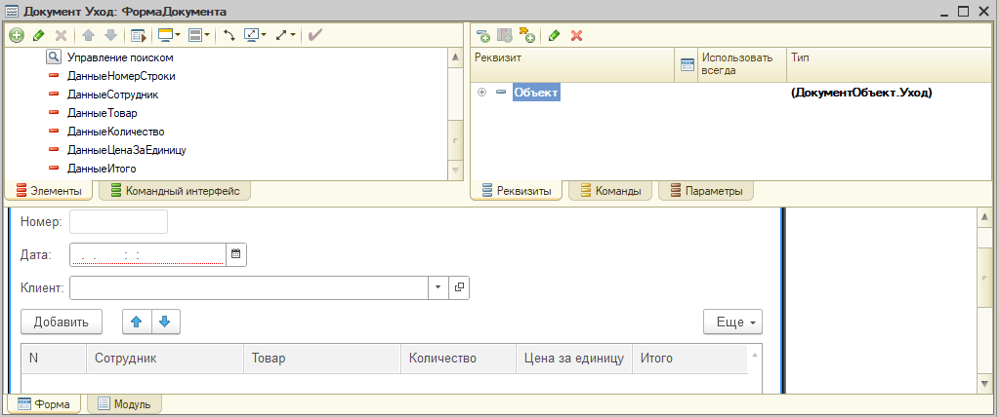 Документ Уход: ФормаДокумента
Управление поиском
ДанныеНомерСтроки
ДанныеСотрудник
ДанныеТовар
ДанныеКоличество
ДанныеЦенаЗаЕдиницу
ДанныеИтого
Элементы
Командный интерфейс
Реквизит
Использовать всегда
Тип
Объект
(ДокументОбъект.Уход)
Реквизиты
Команды
Параметры
Номер:
Дата:
Клиент:
Добавить
Еще
N Сотрудник Товар Количество Цена за единицу Итого
Форма
Модуль